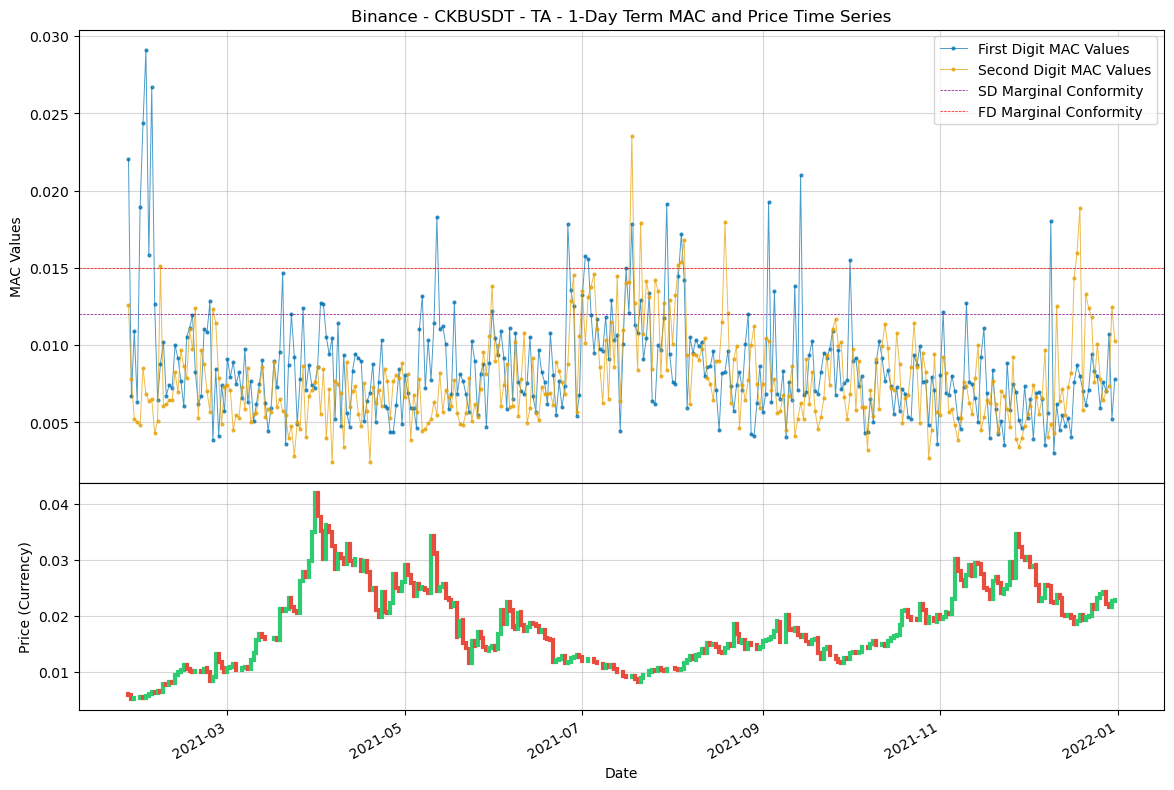 Binance - CKBUSDT - TA - 1-Day Term MAC and Price Time Series
First Digit MAC Values
Second Digit MAC Values
SD Marginal Conformity
FD Marginal Conformity
MAC Values
0.030
0.025
0.020
0.015
0.010
0.005
Price (Currency)
0.04
0.03
0.02
0.01
2021-03
2021-05
2021-07
2021-09
2021-11
2022-01
Date